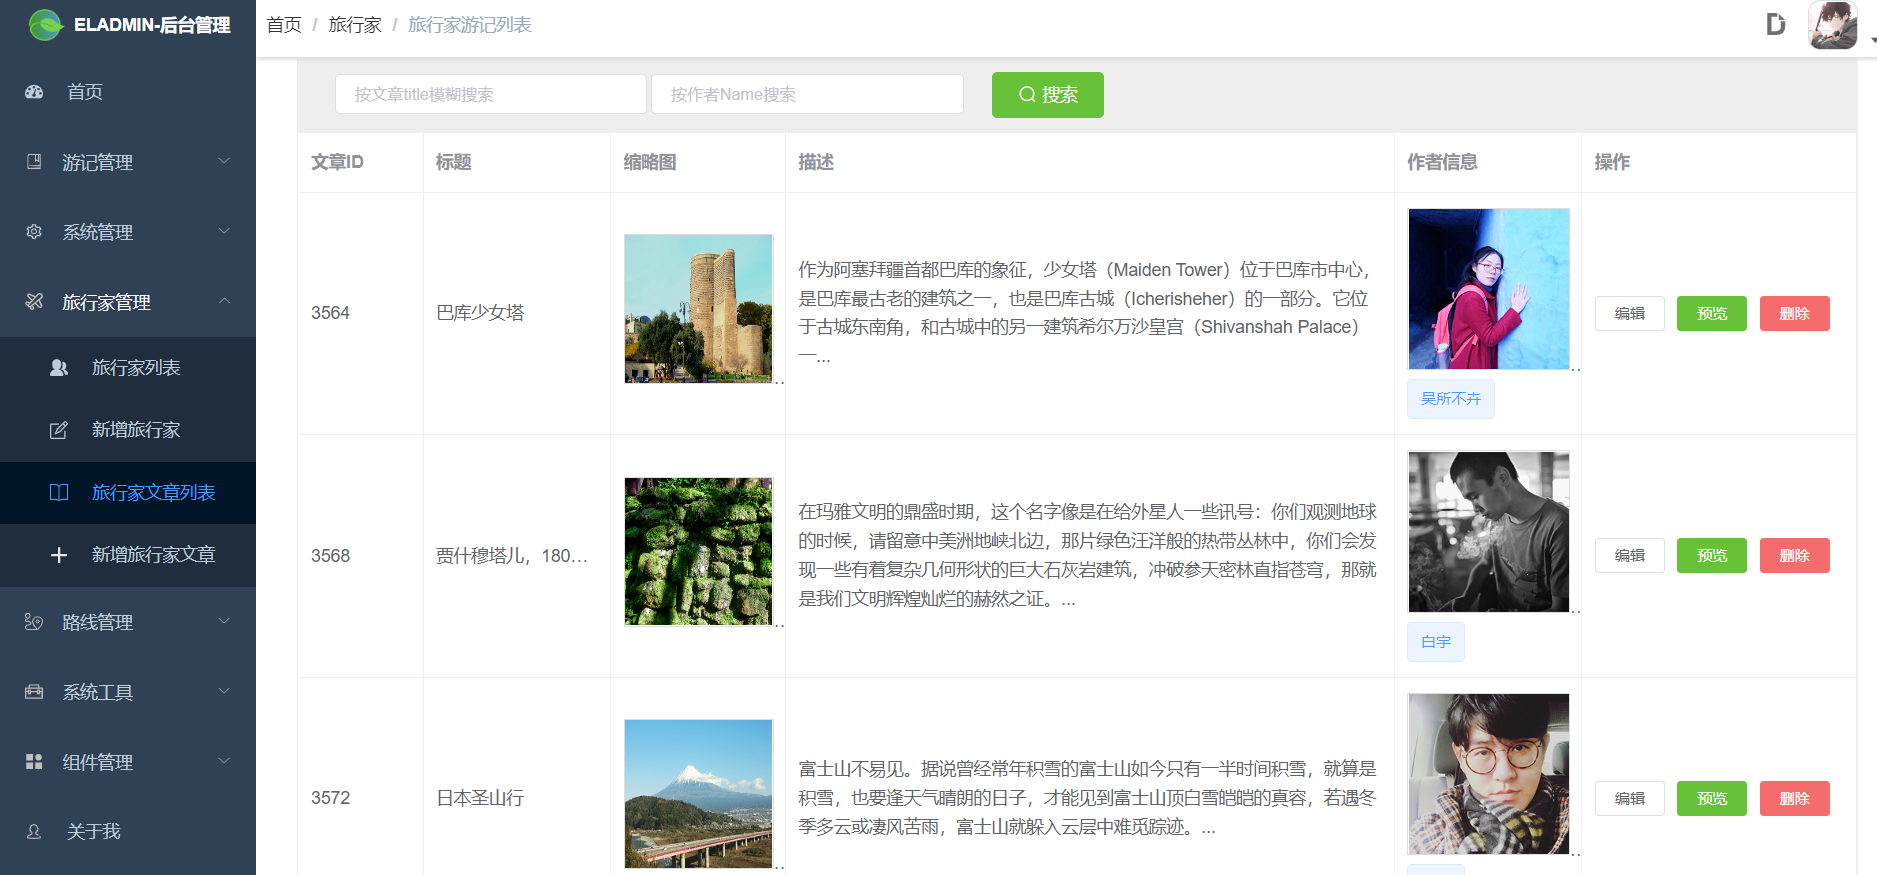 ELADMIN-后台管理
首页 / 旅行家 / 旅行家游记列表
首页
游记管理
系统管理
旅行家管理
旅行家列表
新增旅行家
旅行家文章列表
新增旅行家文章
路线管理
系统工具
组件管理
关于我
按文章title模糊搜索
按作者Name搜索
搜索
文章ID 标题 缩略图 描述 作者信息 操作
3564
巴库少女塔
作为阿塞拜疆首都巴库的象征，少女塔（Maiden Tower）位于巴库市中心，
是巴库最古老的建筑之一，也是巴库古城（Icherisheher）的一部分。它位
于古城东南角，和古城中的另一建筑希尔万沙皇宫（Shivanshah Palace）
一...
吴所不卉
编辑 预览 删除
3568
贾什穆塔儿，180...
在玛雅文明的鼎盛时期，这个名字像是在给外星人一些讯号：你们观测地球
的时候，请留意中美洲地峡北边，那片绿色汪洋般的热带丛林中，你们会发
现一些有着复杂几何形状的巨大石灰岩建筑，冲破参天密林直指苍穹，那就
是我们文明辉煌灿烂的赫然之证。...
白宇
编辑 预览 删除
3572
日本圣山行
富士山不易见。据说曾经常年积雪的富士山如今只有一半时间积雪，就算是
积雪，也要逢天气晴朗的日子，才能见到富士山顶白雪皑皑的真容，若遇冬
季多云或凄风苦雨，富士山就躲入云层中难觅踪迹。...
编辑 预览 删除